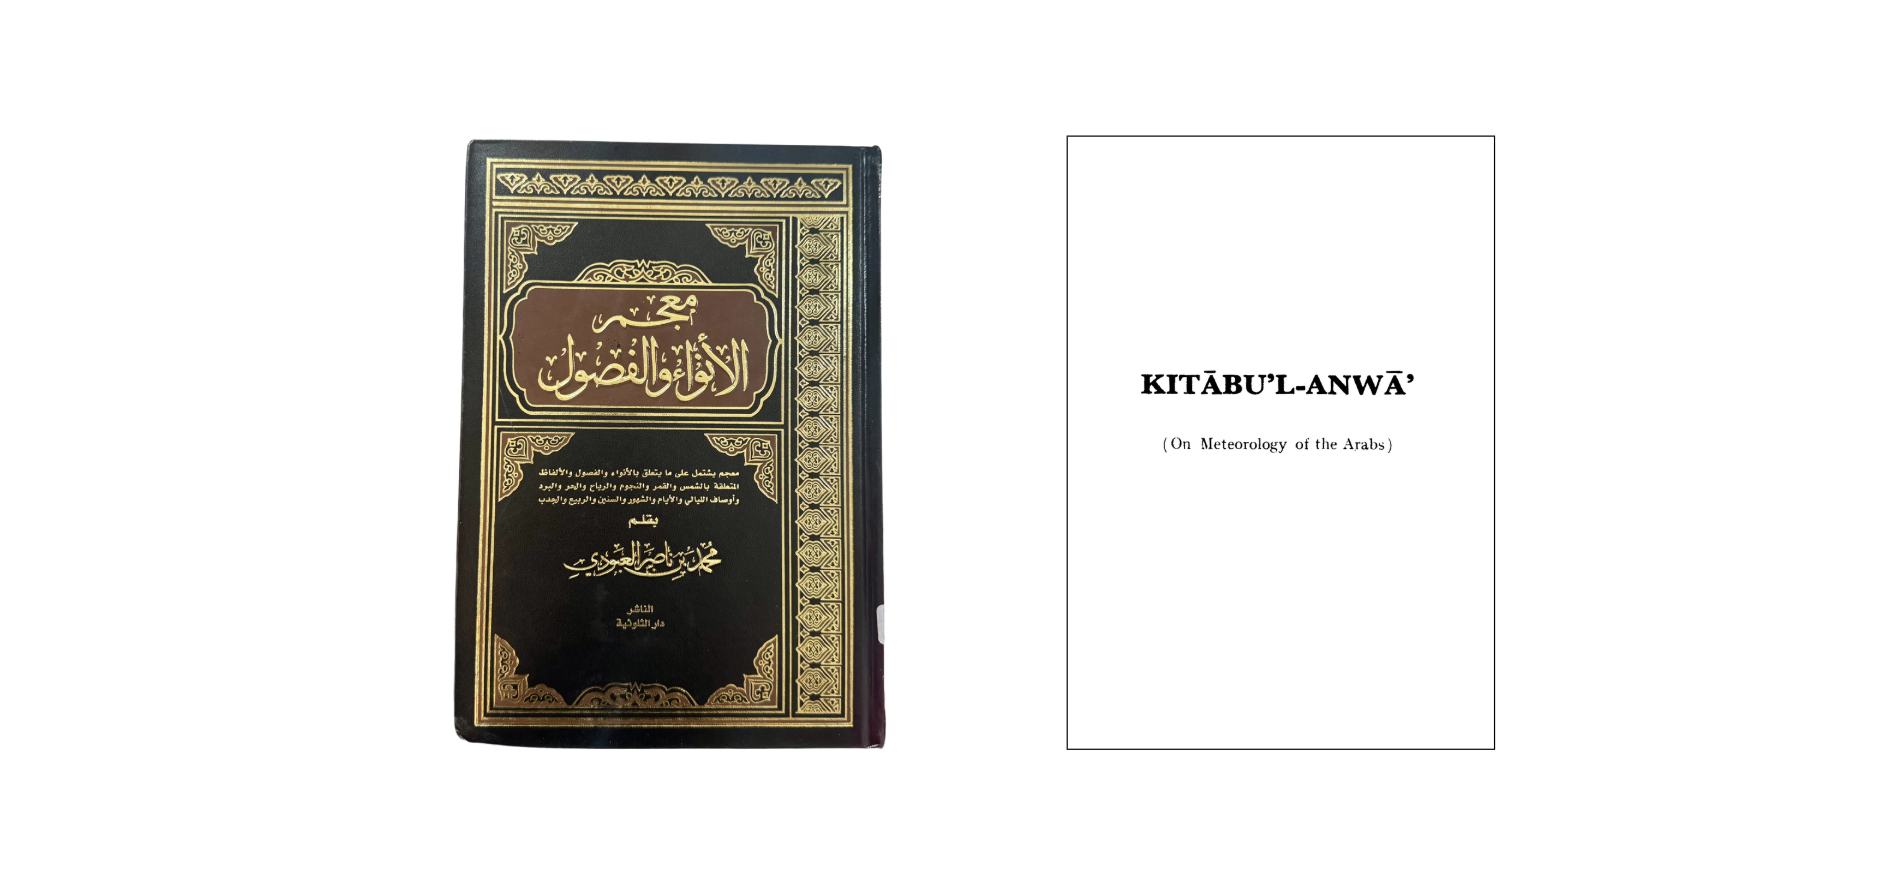 معجم
الأنواء والفصول
معجم يشتمل على ما يتعلق بالأنواء والفصول والألفاظ
المتعلقة بالشمس والقمر والنجوم والرياح والحر والبرد
وأوصاف الليالي والأيام والشهور والسنين والربيع والجدب
بقلم
محمد بن ناصر العبودي
الناشر
دار الثلوثية
KITĀBU’L-ANWĀ’
(On Meteorology of the Arabs)